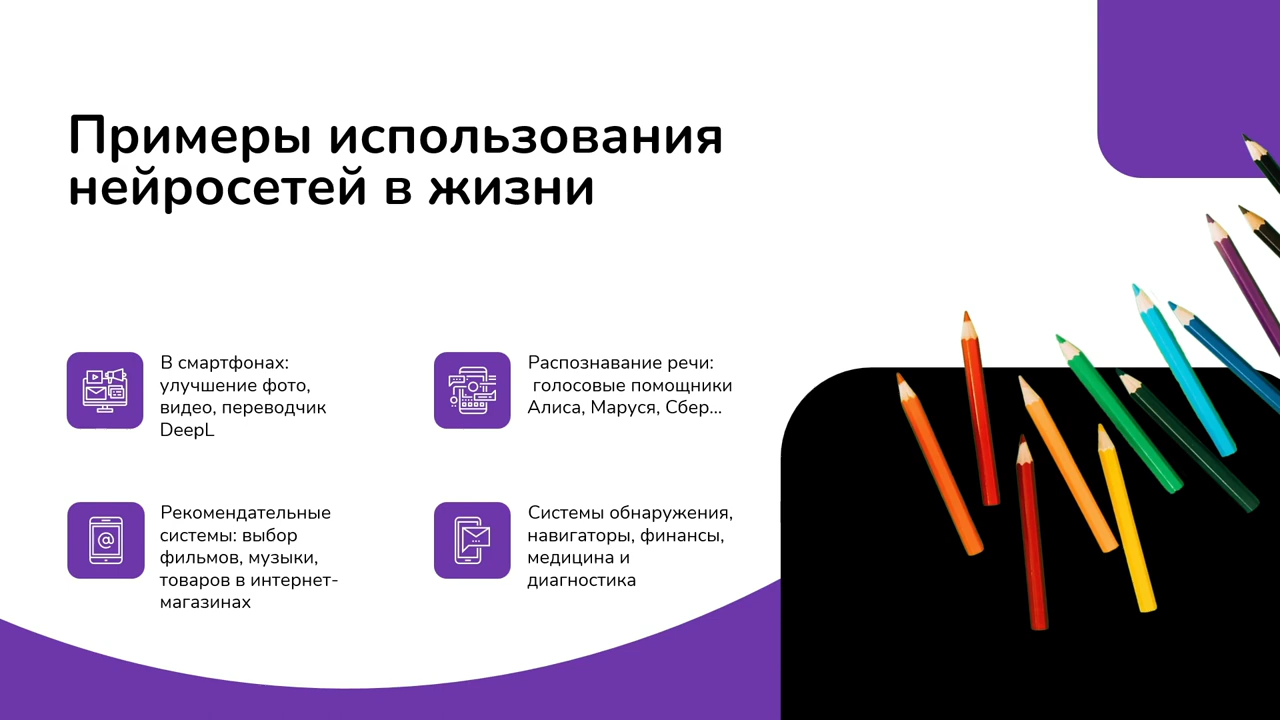 Примеры использования
нейросетей в жизни
В смартфонах:
улучшение фото,
видео, переводчик
DeepL
Распознавание речи:
голосовые помощники
Алиса, Маруся, Сбер...
Рекомендательные
системы: выбор
фильмов, музыки,
товаров в интернет-
магазинах
Системы обнаружения,
навигаторы, финансы,
медицина и
диагностика